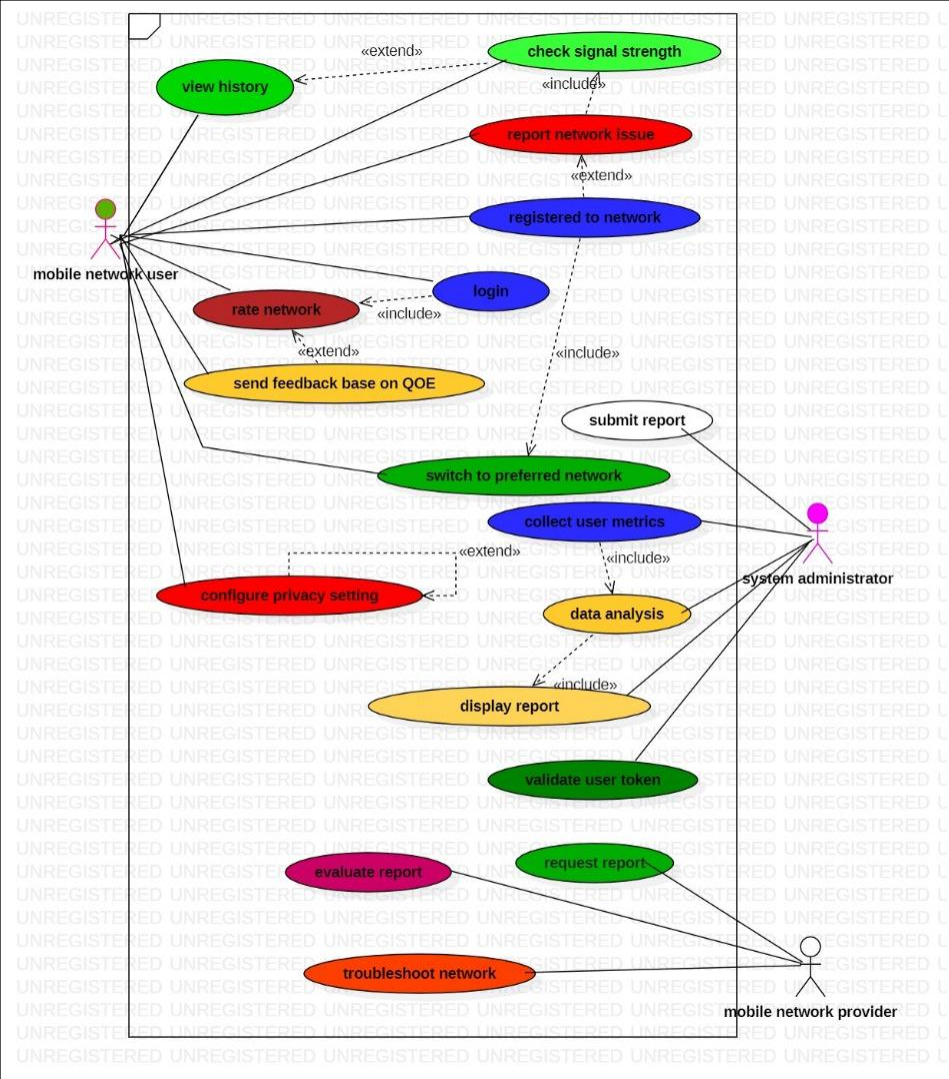 «extend»
check signal strength
view history
«include»
report network issue
«extend»
registered to network
mobile network user
login
rate network
«include»
«extend»
«include»
send feedback base on QOE
submit report
switch to preferred network
collect user metrics
«extend»
«include»
system administrator
configure privacy setting
data analysis
«include»
display report
validate user token
request report
evaluate report
troubleshoot network
mobile network provider
UNREGISTERED